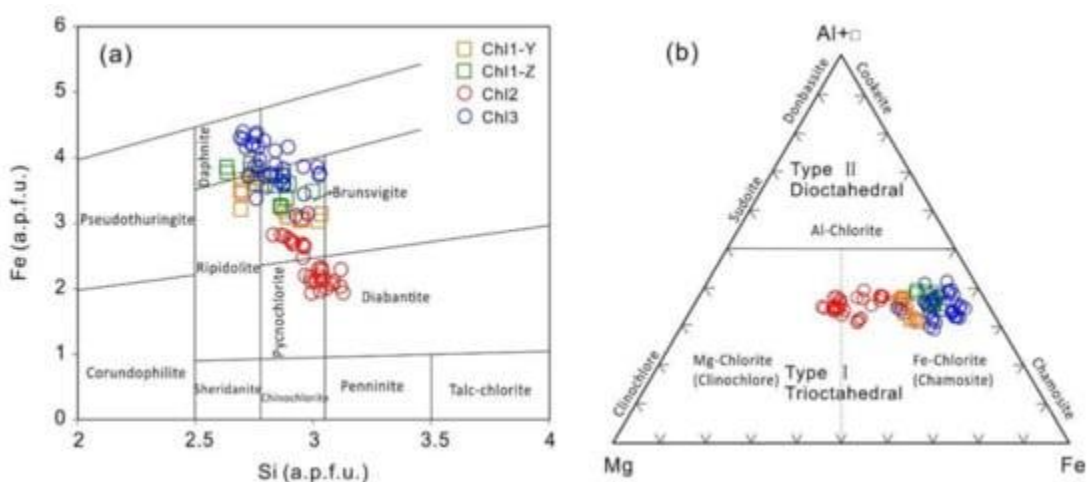 (a)
Chl1-Y
Chl1-Z
Chl2
Chl3
6
5
4
3
2
1
0
Fe (a.p.f.u.)
Daphnite
Pseudothuringite
Brunsvigite
Ripidolite
Pycnochlorite
Diabantite
Corundophilite
Sheridanite
Chinochlorite
Penninite
Talc-chlorite
2
2.5
3
3.5
4
Si (a.p.f.u.)
(b)
Al+□
Donbassite
Cookeite
Type II
Dioctahedral
Sudoite
Al-Chlorite
Mg-Chlorite
(Clinochlore)
Type I
Trioctahedral
Fe-Chlorite
(Chamosite)
Clinochlore
Chamosite
Mg
Fe